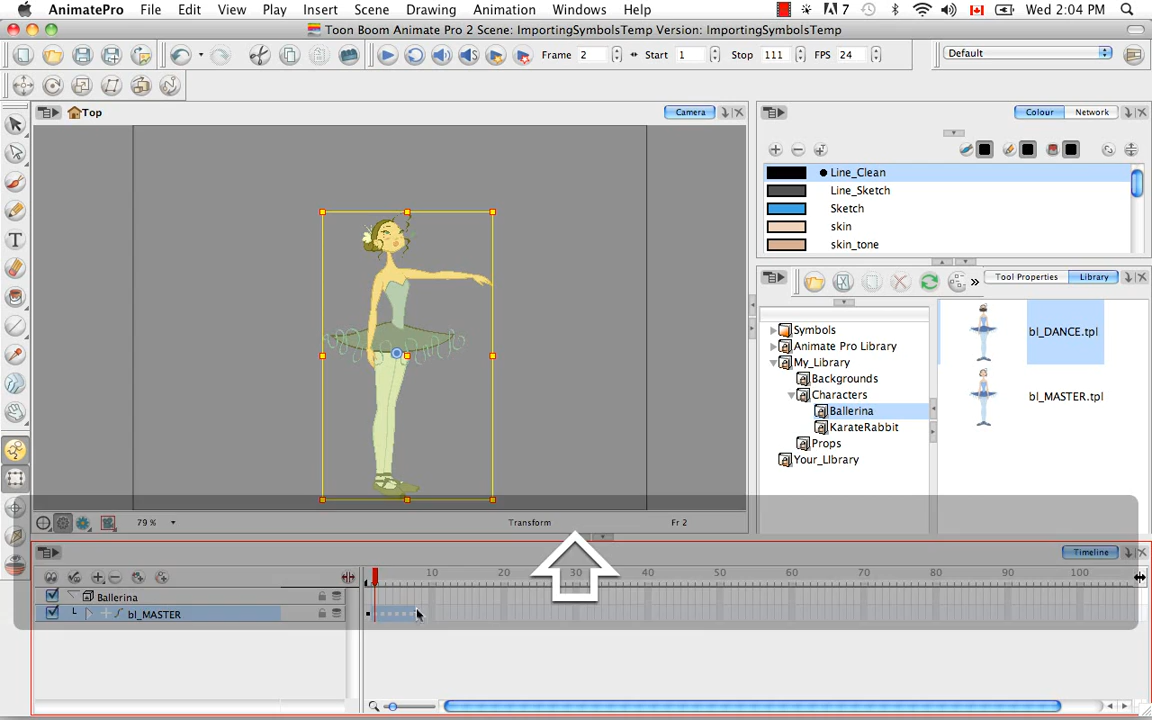 AnimatePro File Edit View Play Insert Scene Drawing Animation Windows Help 7 Wed 2:04 PM
Toon Boom Animate Pro 2 Scene: ImportingSymbolsTemp Version: ImportingSymbolsTemp
Frame 2 Start 1 Stop 111 FPS 24 Default
Top Camera Colour Network
Line_Clean
Line_Sketch
Sketch
skin
skin_tone
Tool Properties Library
Symbols
Animate Pro Library
My_Library
Backgrounds
Characters
Ballerina
KarateRabbit
Props
Your_LIbrary
bl_DANCE.tpl
bl_MASTER.tpl
79 % Transform Fr 2
Timeline
10 20 30 40 50 60 70 80 90 100
Ballerina
bl_MASTER